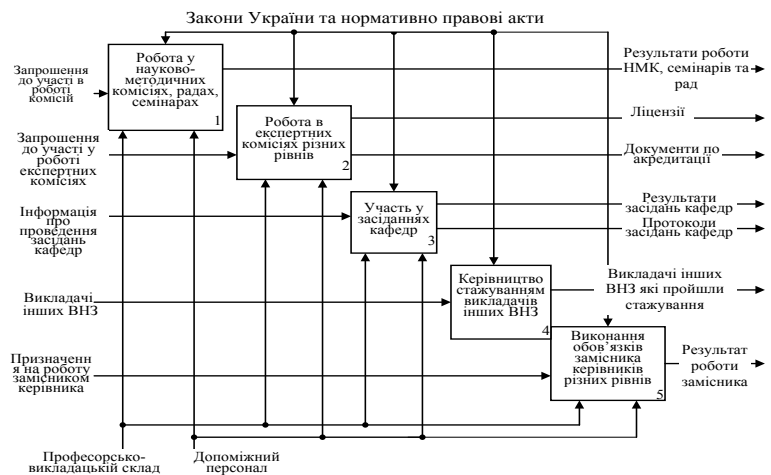 Закони України та нормативно правові акти
Робота у
науково-
методичних
комісіях, радах,
семінарах
1
Запрошення
до участі в
роботі
комісій
Результати роботи
НМК, семінарів та
рад
Робота в
експертних
комісіях різних
рівнів
2
Запрошення
до участі у
роботі
експертних
комісіях
Ліцензії
Документи по
акредитації
Участь у
засіданнях
кафедр
3
Інформація
про
проведення
засідань
кафедр
Результати
засідань кафедр
Протоколи
засідань кафедр
Керівництво
стажуванням
викладачів
інших ВНЗ
4
Викладачі
інших ВНЗ
Викладачі інших
ВНЗ які пройшли
стажування
Виконання
обов’язків
замісника
керівників
різних рівнів
5
Призначенн
я на роботу
замісником
керівника
Результат
роботи
замісника
Професорсько-
викладацькій склад
Допоміжний
персонал